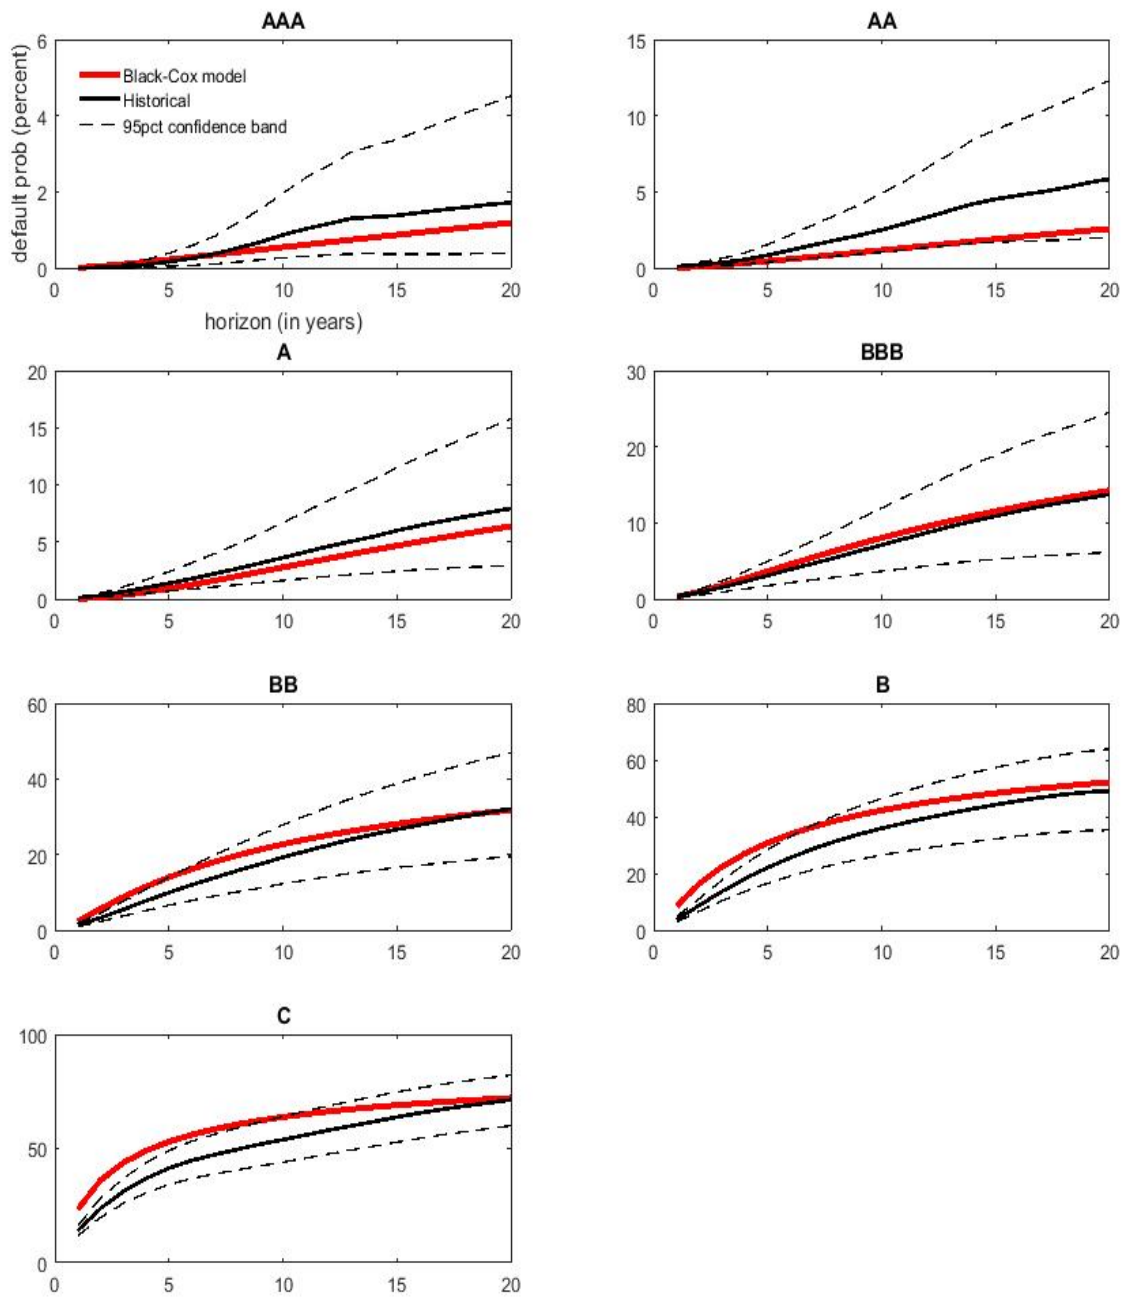 AAA
6
4
2
0
default prob (percent)
Black-Cox model
Historical
95pct confidence band
0 5 10 15 20
horizon (in years)
AA
15
10
5
0
0 5 10 15 20
A
20
15
10
5
0
0 5 10 15 20
BBB
30
20
10
0
0 5 10 15 20
BB
60
40
20
0
0 5 10 15 20
B
80
60
40
20
0
0 5 10 15 20
C
100
50
0
0 5 10 15 20